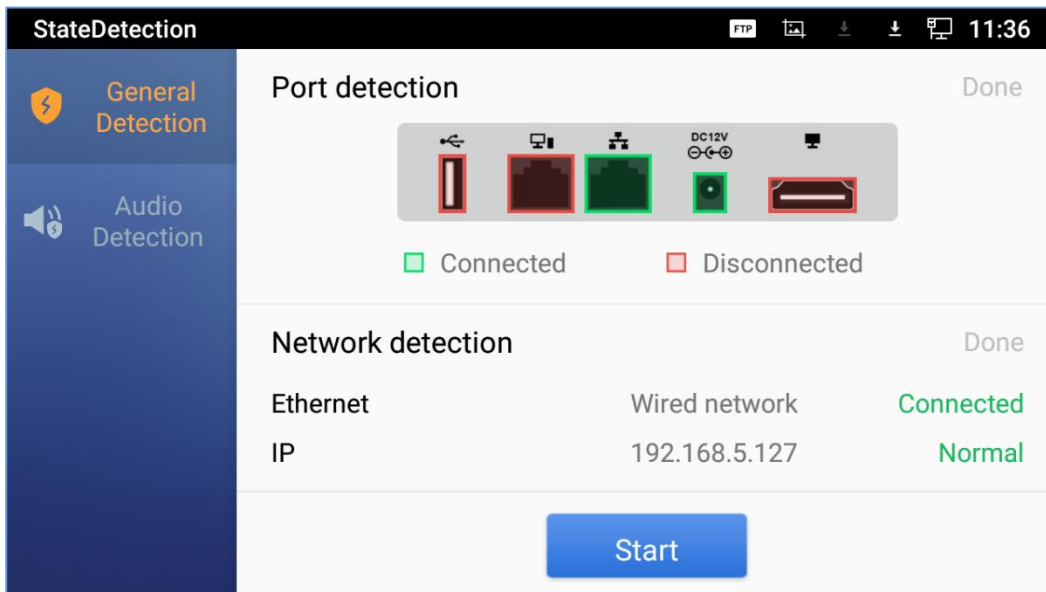 StateDetection FTP 11:36
General
Detection
Audio
Detection
Port detection Done
DC12V
Connected Disconnected
Network detection Done
Ethernet Wired network Connected
IP 192.168.5.127 Normal
Start